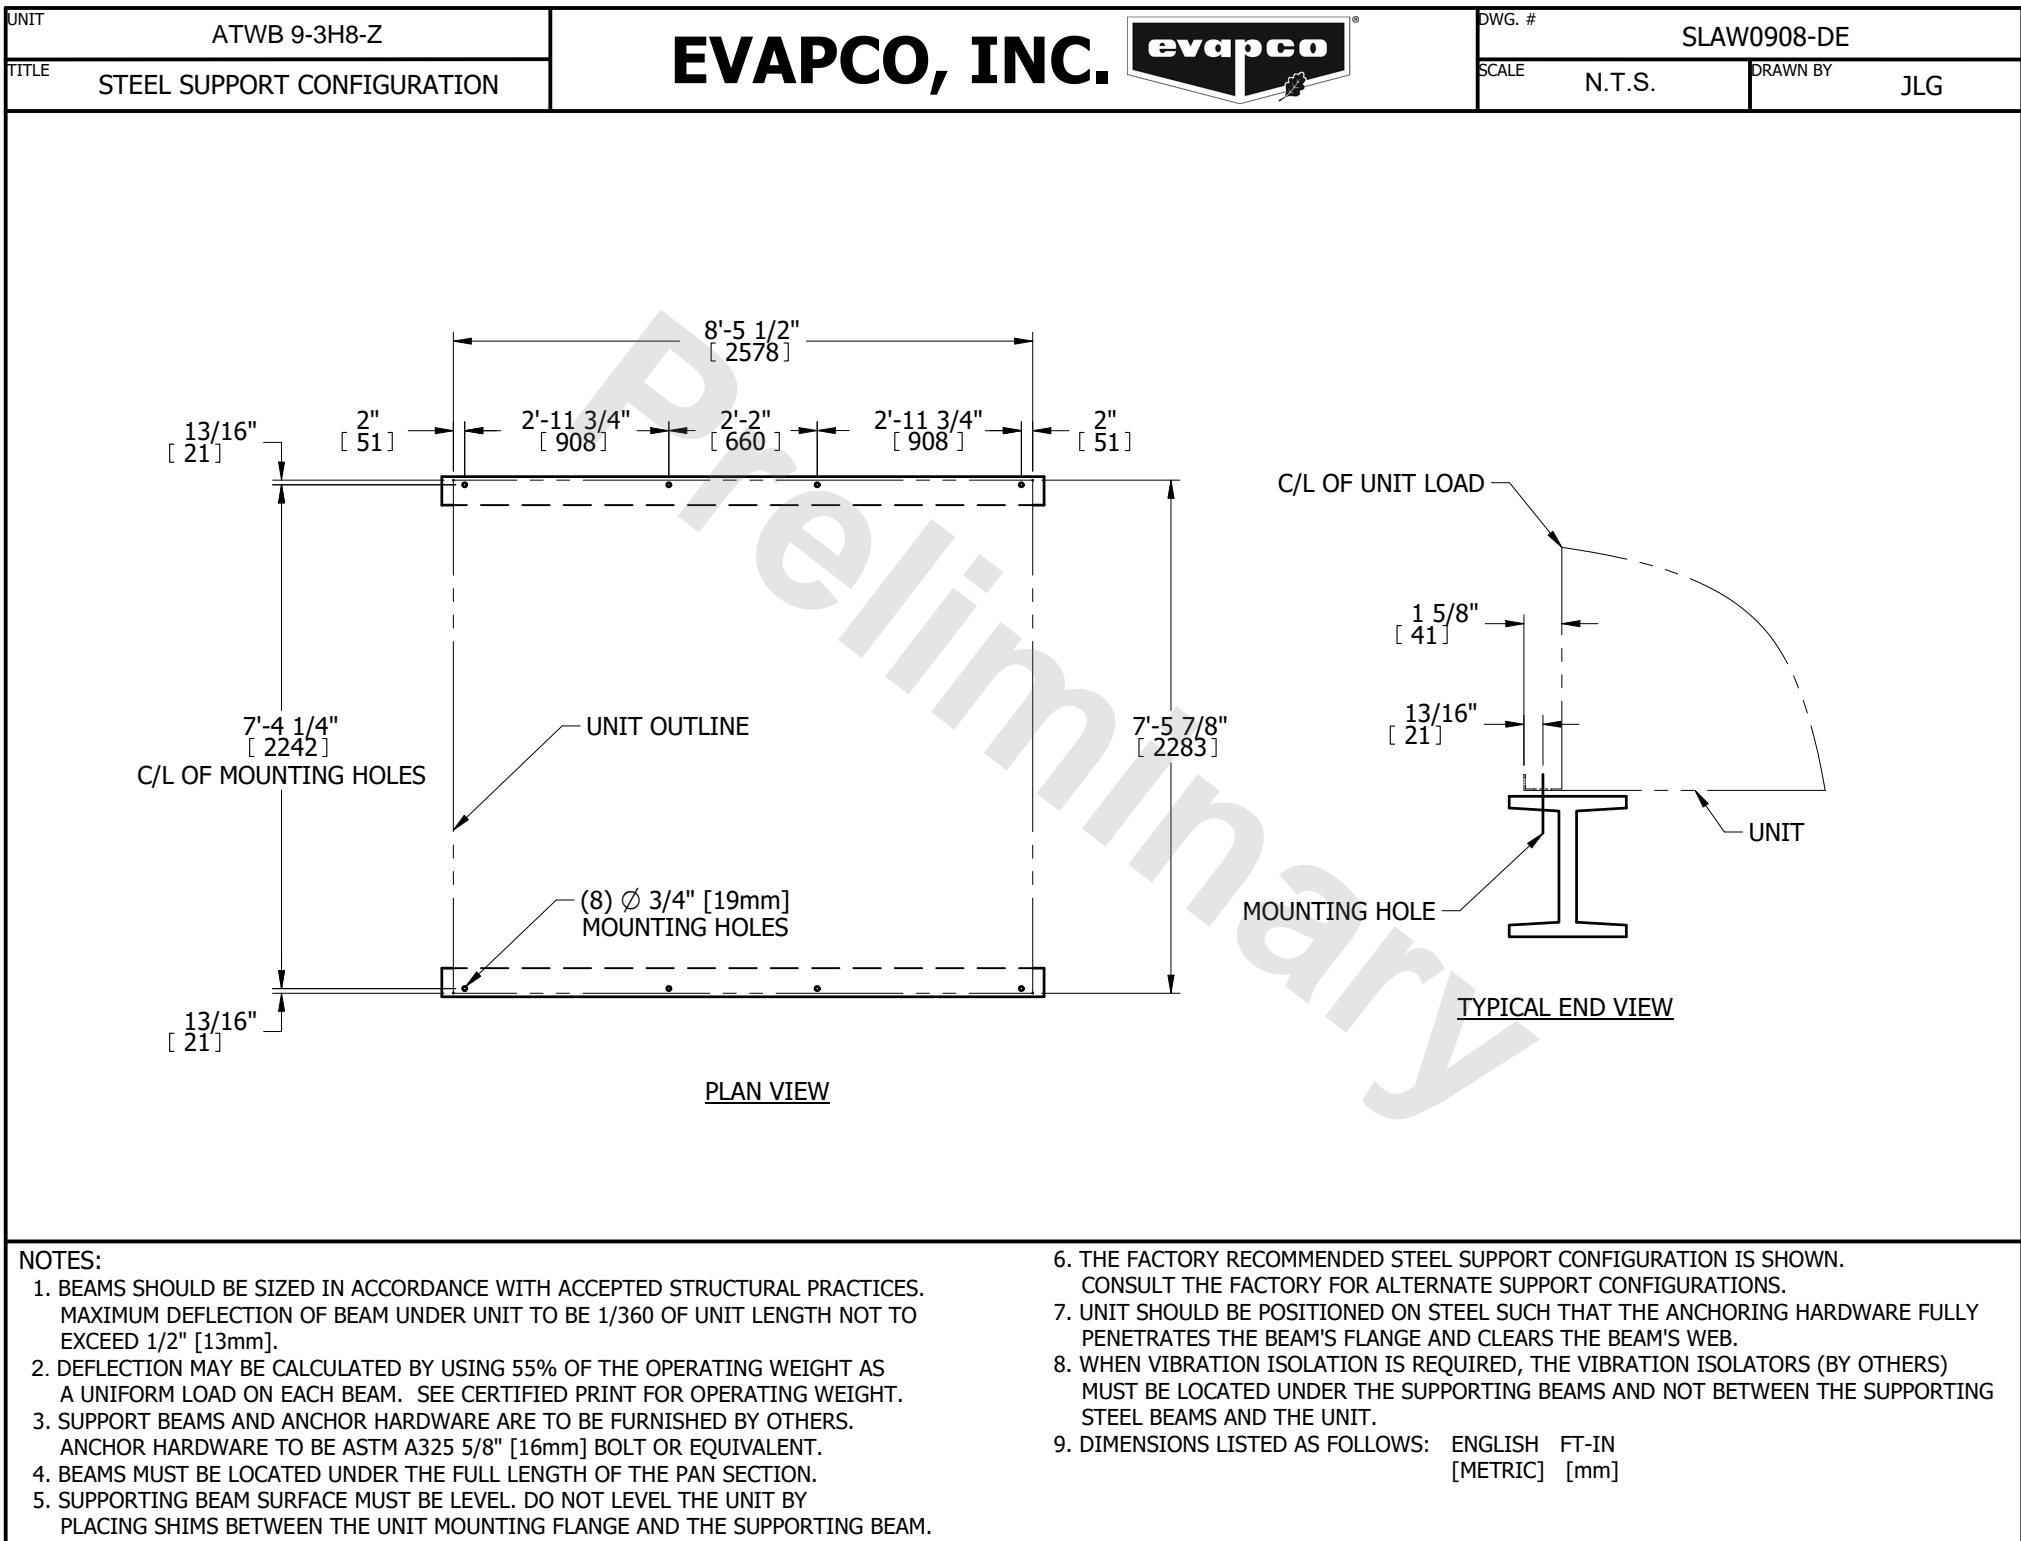 UNIT
ATWB 9-3H8-Z
TITLE
STEEL SUPPORT CONFIGURATION
EVAPCO, INC.
evapco
®
DWG. #
SLAW0908-DE
SCALE
N.T.S.
DRAWN BY
JLG
8'-5 1/2"
[ 2578 ]
13/16"
[ 21 ]
2"
[ 51 ]
2'-11 3/4"
[ 908 ]
2'-2"
[ 660 ]
2'-11 3/4"
[ 908 ]
2"
[ 51 ]
7'-4 1/4"
[ 2242 ]
C/L OF MOUNTING HOLES
UNIT OUTLINE
7'-5 7/8"
[ 2283 ]
(8) Ø 3/4" [19mm]
MOUNTING HOLES
13/16"
[ 21 ]
PLAN VIEW
C/L OF UNIT LOAD
1 5/8"
[ 41 ]
13/16"
[ 21 ]
UNIT
MOUNTING HOLE
TYPICAL END VIEW
Preliminary
NOTES:
1. BEAMS SHOULD BE SIZED IN ACCORDANCE WITH ACCEPTED STRUCTURAL PRACTICES.
MAXIMUM DEFLECTION OF BEAM UNDER UNIT TO BE 1/360 OF UNIT LENGTH NOT TO
EXCEED 1/2" [13mm].
2. DEFLECTION MAY BE CALCULATED BY USING 55% OF THE OPERATING WEIGHT AS
A UNIFORM LOAD ON EACH BEAM. SEE CERTIFIED PRINT FOR OPERATING WEIGHT.
3. SUPPORT BEAMS AND ANCHOR HARDWARE ARE TO BE FURNISHED BY OTHERS.
ANCHOR HARDWARE TO BE ASTM A325 5/8" [16mm] BOLT OR EQUIVALENT.
4. BEAMS MUST BE LOCATED UNDER THE FULL LENGTH OF THE PAN SECTION.
5. SUPPORTING BEAM SURFACE MUST BE LEVEL. DO NOT LEVEL THE UNIT BY
PLACING SHIMS BETWEEN THE UNIT MOUNTING FLANGE AND THE SUPPORTING BEAM.
6. THE FACTORY RECOMMENDED STEEL SUPPORT CONFIGURATION IS SHOWN.
CONSULT THE FACTORY FOR ALTERNATE SUPPORT CONFIGURATIONS.
7. UNIT SHOULD BE POSITIONED ON STEEL SUCH THAT THE ANCHORING HARDWARE FULLY
PENETRATES THE BEAM'S FLANGE AND CLEARS THE BEAM'S WEB.
8. WHEN VIBRATION ISOLATION IS REQUIRED, THE VIBRATION ISOLATORS (BY OTHERS)
MUST BE LOCATED UNDER THE SUPPORTING BEAMS AND NOT BETWEEN THE SUPPORTING
STEEL BEAMS AND THE UNIT.
9. DIMENSIONS LISTED AS FOLLOWS: ENGLISH FT-IN
[METRIC] [mm]